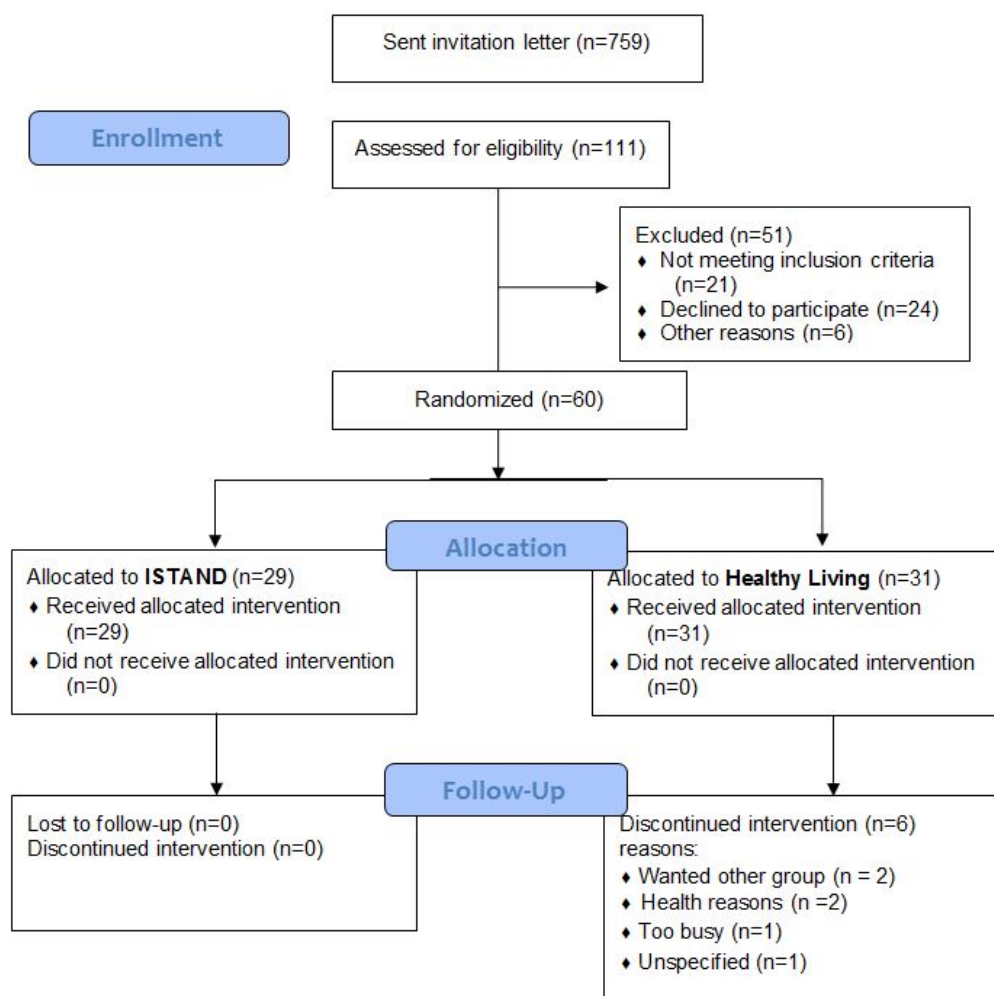 Sent invitation letter (n=759)
Enrollment
Assessed for eligibility (n=111)
Excluded (n=51)
♦ Not meeting inclusion criteria
(n=21)
♦ Declined to participate (n=24)
♦ Other reasons (n=6)
Randomized (n=60)
Allocation
Allocated to ISTAND (n=29)
♦ Received allocated intervention
(n=29)
♦ Did not receive allocated intervention
(n=0)
Allocated to Healthy Living (n=31)
♦ Received allocated intervention
(n=31)
♦ Did not receive allocated intervention
(n=0)
Follow-Up
Lost to follow-up (n=0)
Discontinued intervention (n=0)
Discontinued intervention (n=6)
reasons:
♦ Wanted other group (n = 2)
♦ Health reasons (n =2)
♦ Too busy (n=1)
♦ Unspecified (n=1)